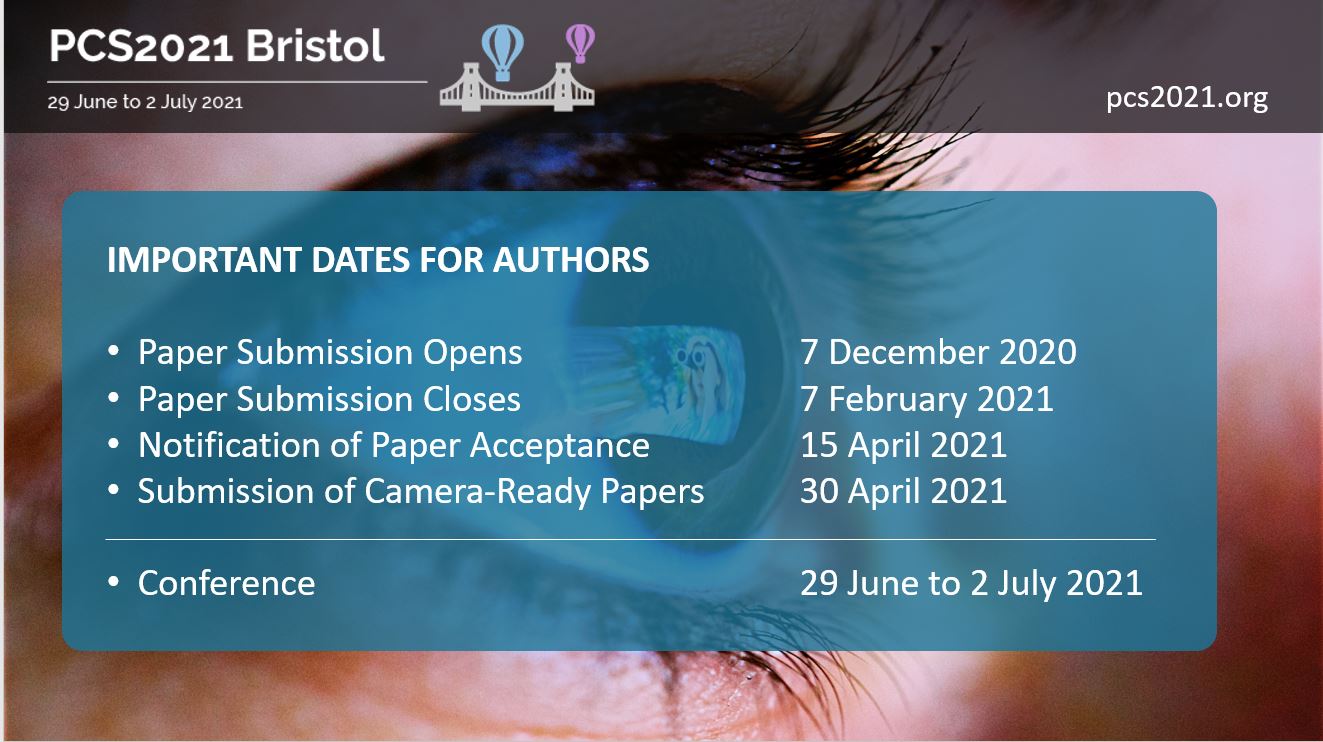 PCS2021 Bristol
29 June to 2 July 2021
pcs2021.org
IMPORTANT DATES FOR AUTHORS
• Paper Submission Opens 7 December 2020
• Paper Submission Closes 7 February 2021
• Notification of Paper Acceptance 15 April 2021
• Submission of Camera-Ready Papers 30 April 2021
• Conference 29 June to 2 July 2021